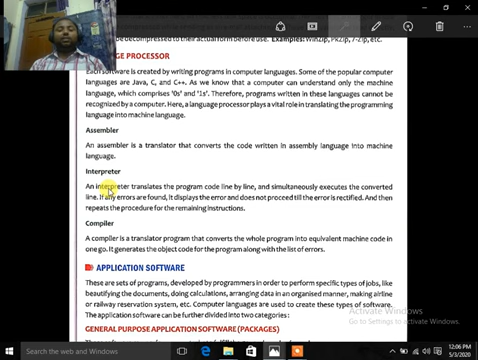 be decompressed to their actual form before use. Examples: WinZip, PkZip, 7-Zip, etc.
GE PROCESSOR
Each software is created by writing programs in computer languages. Some of the popular computer
languages are Java, C, and C++. As we know that a computer can understand only the machine
language, which comprises '0s' and '1s'. Therefore, programs written in these languages cannot be
recognized by a computer. Here, a language processor plays a vital role in translating the programming
language into machine language.
Assembler
An assembler is a translator that converts the code written in assembly language into machine
language.
Interpreter
An interpreter translates the program code line by line, and simultaneously executes the converted
line. If any errors are found, it displays the error and does not proceed till the error is rectified. And then
repeats the procedure for the remaining instructions.
Compiler
A compiler is a translator program that converts the whole program into equivalent machine code in
one go. It generates the object code for the program along with the list of errors.
APPLICATION SOFTWARE
These are sets of programs, developed by programmers in order to perform specific types of jobs, like
beautifying the documents, doing calculations, arranging data in an organised manner, making airline
or railway reservation system, etc. Computer languages are used to create these types of software.
The application software can be further divided into two categories :
Activate Windows
Go to Settings to activate Windows.
GENERAL PURPOSE APPLICATION SOFTWARE (PACKAGES)
Search the web and Windows
12:06 PM
5/3/2020